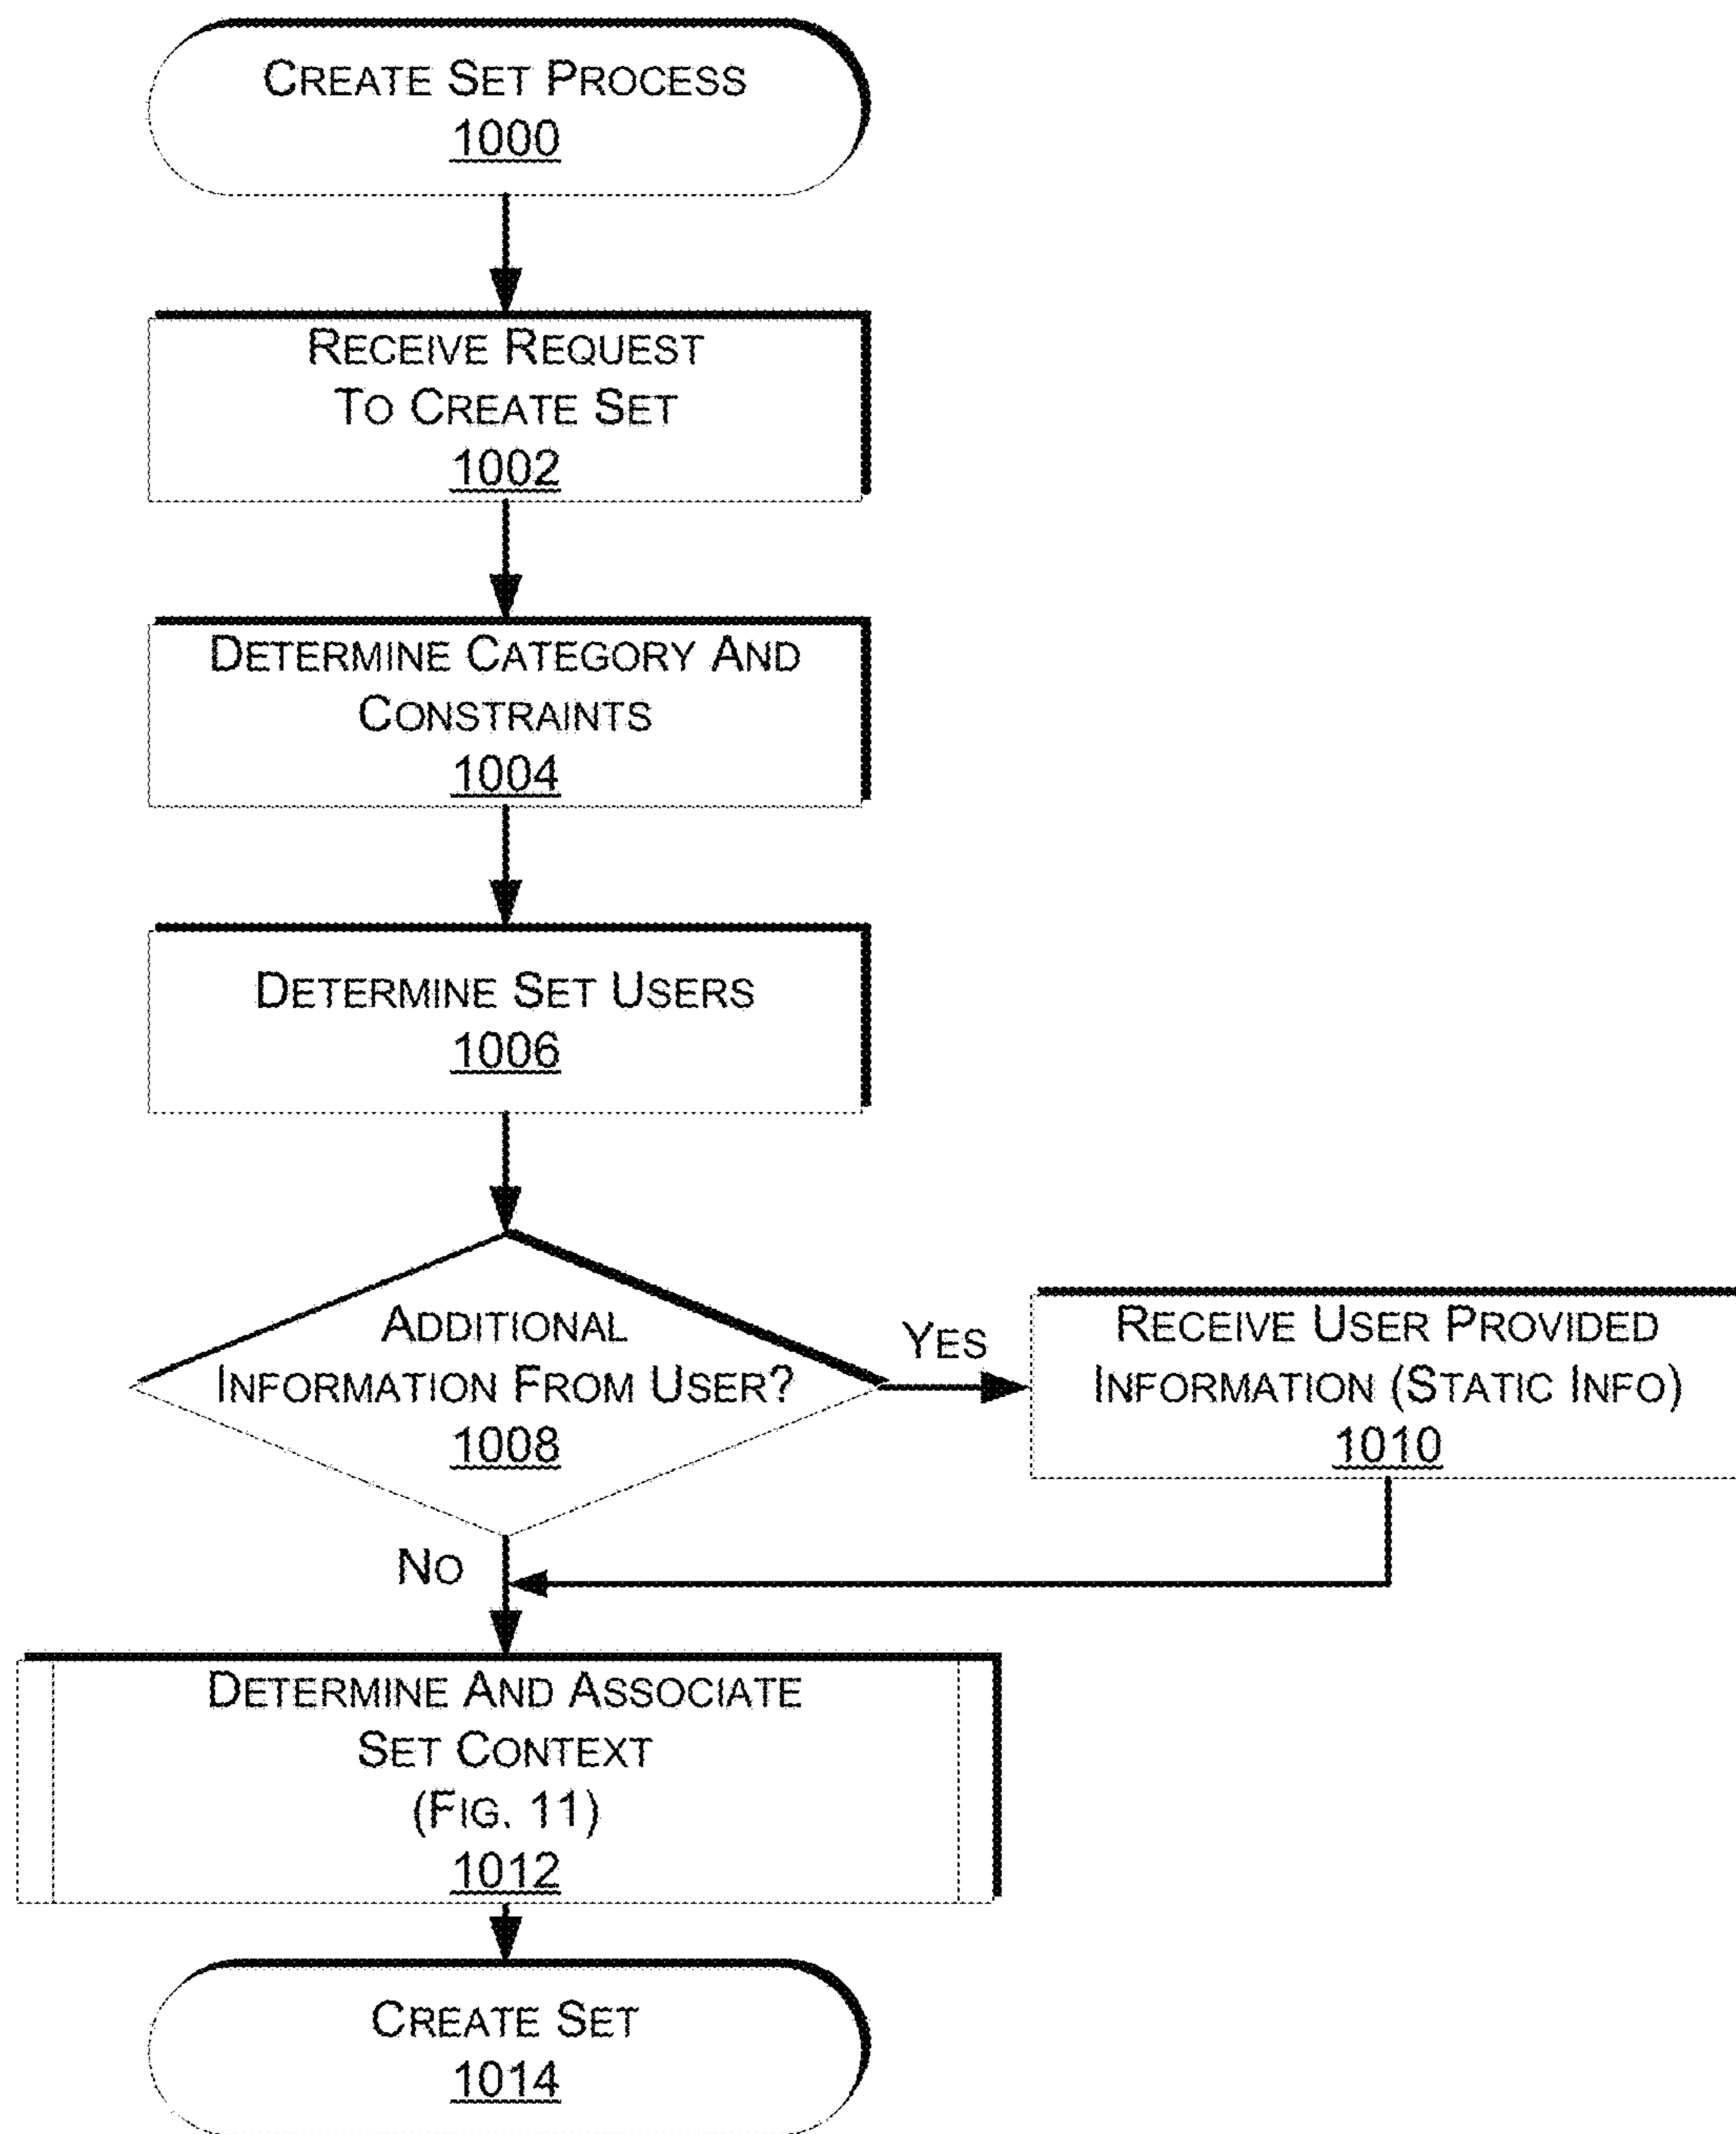 CREATE SET PROCESS
1000
RECEIVE REQUEST
TO CREATE SET
1002
DETERMINE CATEGORY AND
CONSTRAINTS
1004
DETERMINE SET USERS
1006
ADDITIONAL
INFORMATION FROM USER?
1008
YES
RECEIVE USER PROVIDED
INFORMATION (STATIC INFO)
1010
NO
DETERMINE AND ASSOCIATE
SET CONTEXT
(FIG. 11)
1012
CREATE SET
1014